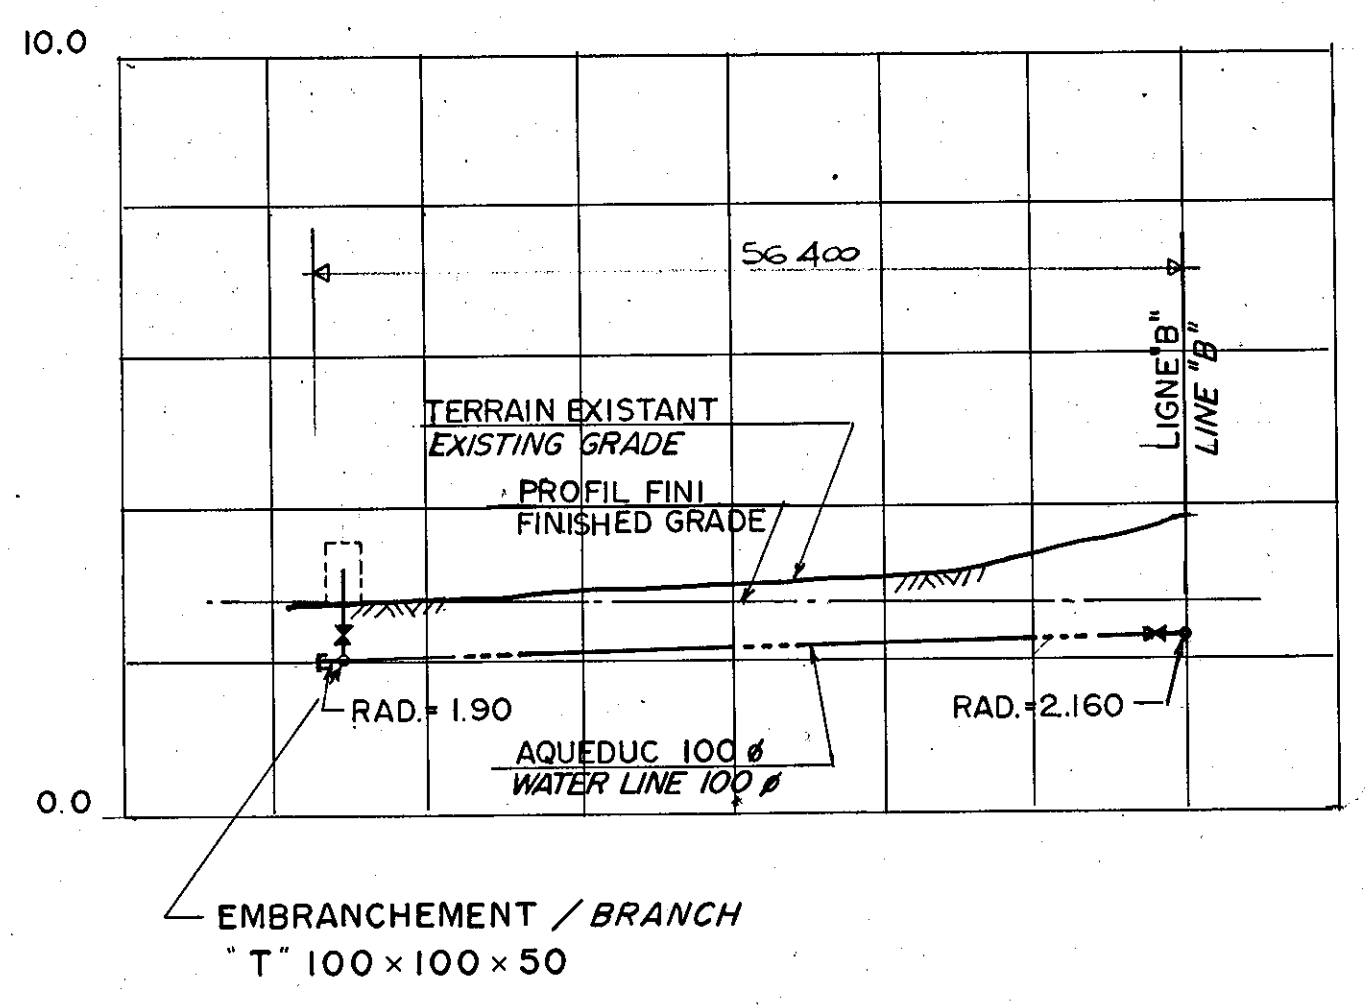 10.0
56 400
LIGNE "B"
LINE "B"
TERRAIN EXISTANT
EXISTING GRADE
PROFIL FINI
FINISHED GRADE
RAD.= 1.90
RAD.=2.160
AQUEDUC 100 ø
WATER LINE 100 ø
0.0
EMBRANCHEMENT / BRANCH
"T" 100 × 100 × 50